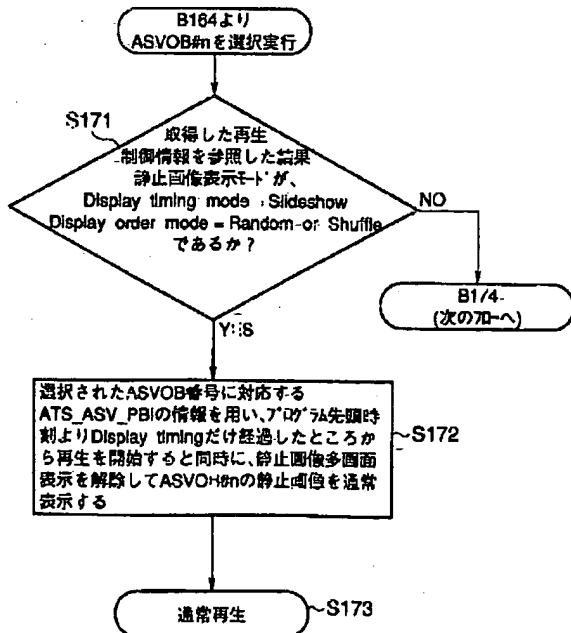 B164より
ASVOB#nを選択実行
S171
取得した再生
制御情報を参照した結果
静止画像表示モードが、
Display timing mode : Slideshow
Display order mode = Random or Shuffle
であるか？
NO
B174
(次のフローへ)
YES
選択されたASVOB番号に対応する
ATS_ASV_PBIの情報を用い、プログラム先頭時
刻よりDisplay timingだけ経過したところか
ら再生を開始すると同時に、静止画像多画面
表示を解除してASVOB#nの静止画像を通常
表示する
S172
通常再生
S173